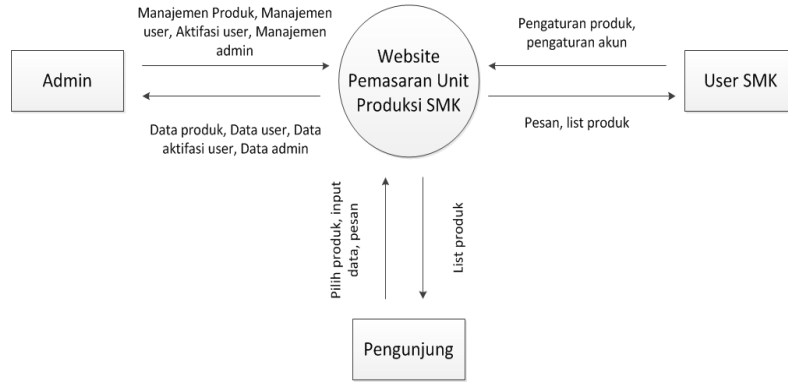 Manajemen Produk, Manajemen
user, Aktifasi user, Manajemen
admin
Admin
Data produk, Data user, Data
aktifasi user, Data admin
Website
Pemasaran Unit
Produksi SMK
Pengaturan produk,
pengaturan akun
User SMK
Pesan, list produk
Pilih produk, input
data, pesan
List produk
Pengunjung